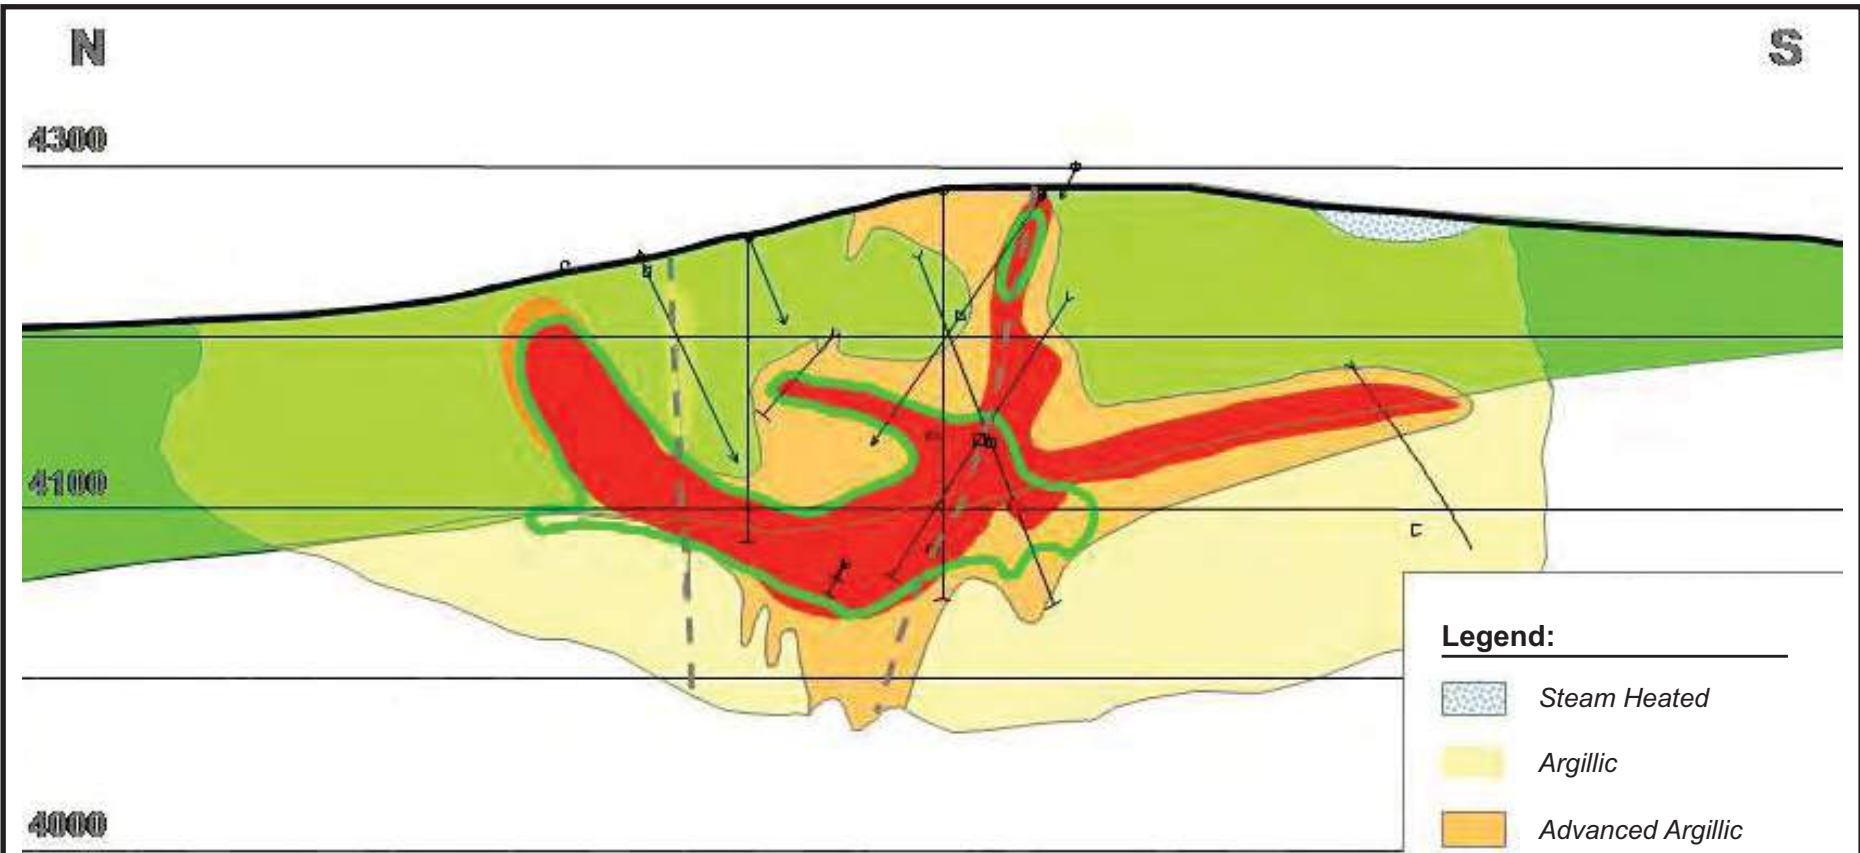 N
S
4300
4100
4000
Legend:
Steam Heated
Argillic
Advanced Argillic